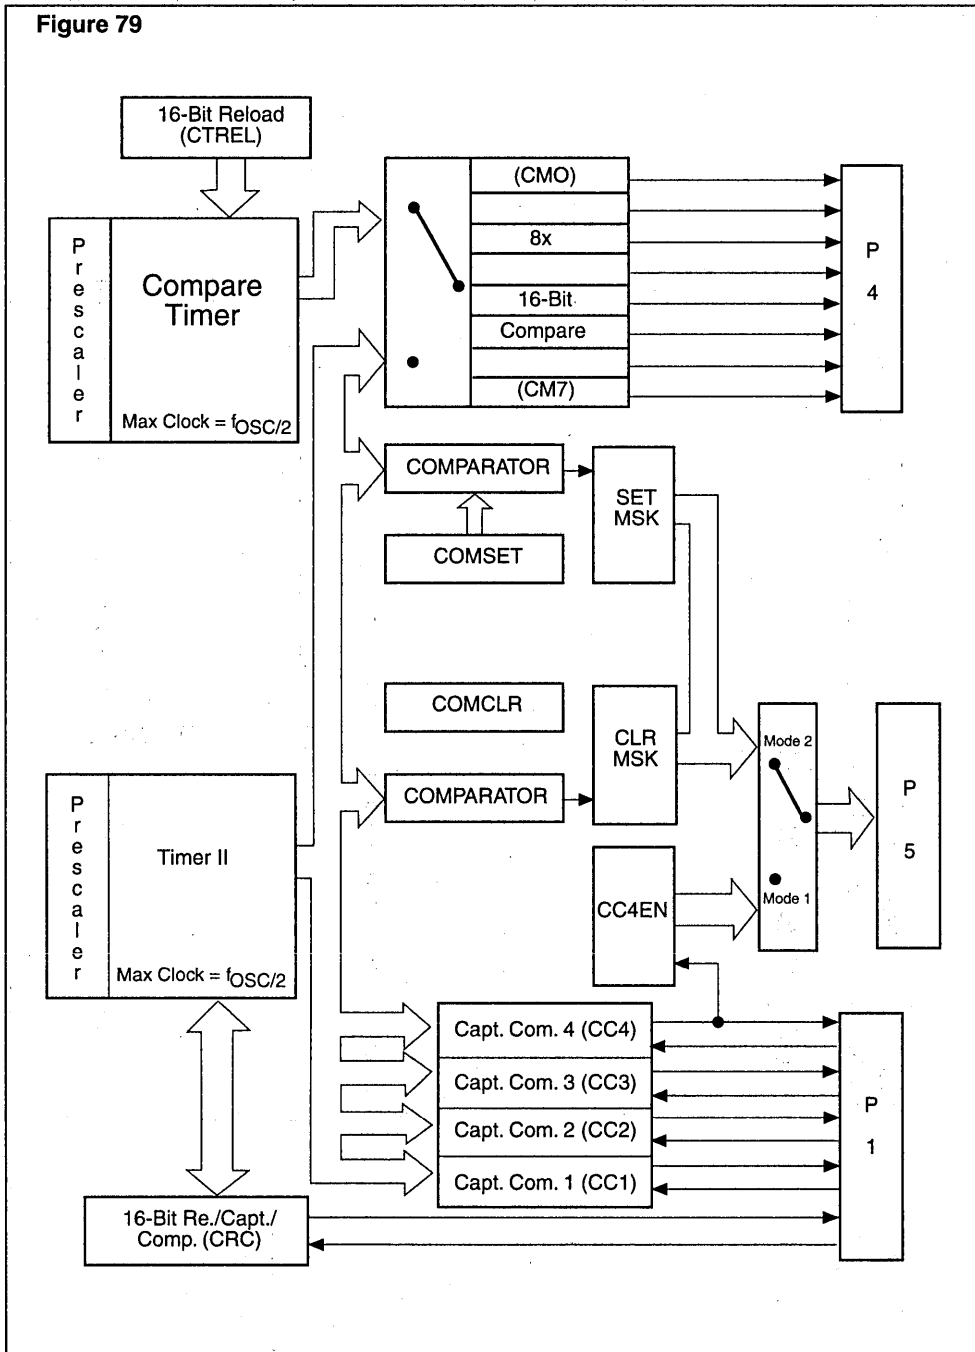 Figure 79
16-Bit Reload
(CTREL)
Prescaler
Compare
Timer
Max Clock = fOSC/2
(CMO)
8x
16-Bit
Compare
(CM7)
P
4
COMPARATOR
COMSET
SET
MSK
COMCLR
COMPARATOR
CLR
MSK
Mode 2
Mode 1
P
5
Prescaler
Timer II
Max Clock = fOSC/2
CC4EN
Capt. Com. 4 (CC4)
Capt. Com. 3 (CC3)
Capt. Com. 2 (CC2)
Capt. Com. 1 (CC1)
P
1
16-Bit Re./Capt./
Comp. (CRC)